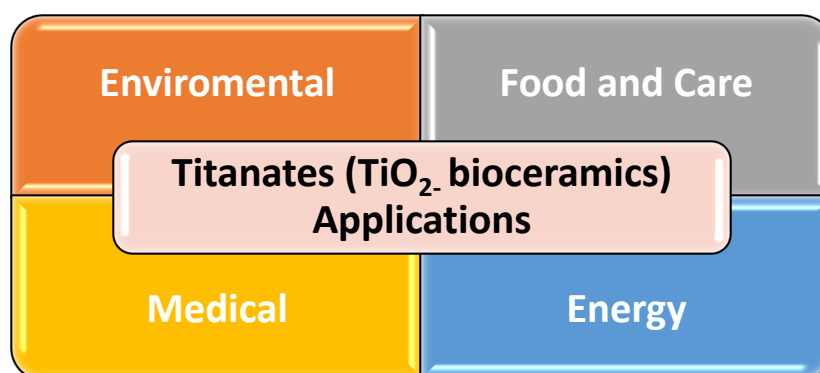 Enviromental
Food and Care
Titanates (TiO₂₋ bioceramics)
Applications
Medical
Energy